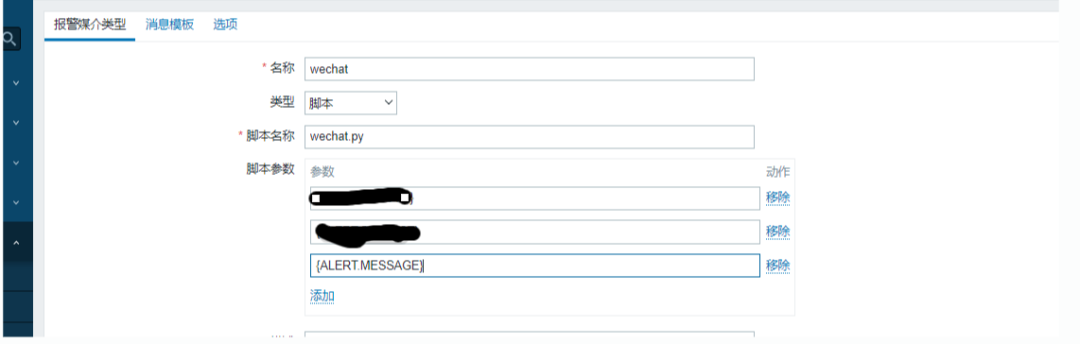 报警媒介类型 消息模板 选项
* 名称 wechat
类型 脚本
* 脚本名称 wechat.py
脚本参数 参数 动作
移除
移除
{ALERT.MESSAGE} 移除
添加